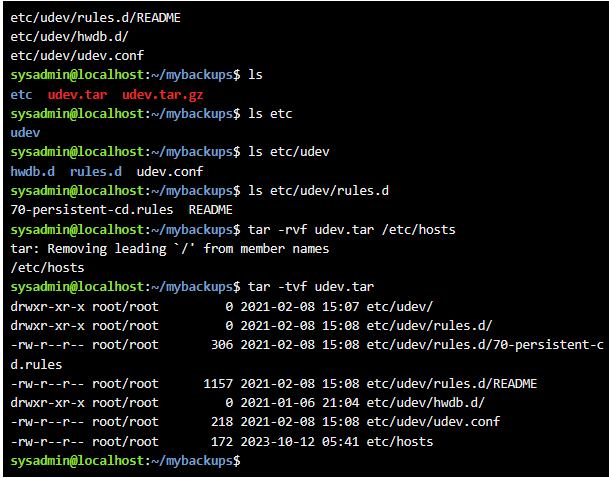 etc/udev/rules.d/README
etc/udev/hwdb.d/
etc/udev/udev.conf
sysadmin@localhost:~/mybackups$ ls
etc  udev.tar  udev.tar.gz
sysadmin@localhost:~/mybackups$ ls etc
udev
sysadmin@localhost:~/mybackups$ ls etc/udev
hwdb.d  rules.d  udev.conf
sysadmin@localhost:~/mybackups$ ls etc/udev/rules.d
70-persistent-cd.rules  README
sysadmin@localhost:~/mybackups$ tar -rvf udev.tar /etc/hosts
tar: Removing leading `/' from member names
/etc/hosts
sysadmin@localhost:~/mybackups$ tar -tvf udev.tar
drwxr-xr-x root/root         0 2021-02-08 15:07 etc/udev/
drwxr-xr-x root/root         0 2021-02-08 15:08 etc/udev/rules.d/
-rw-r--r-- root/root       306 2021-02-08 15:08 etc/udev/rules.d/70-persistent-c
d.rules
-rw-r--r-- root/root      1157 2021-02-08 15:08 etc/udev/rules.d/README
drwxr-xr-x root/root         0 2021-01-06 21:04 etc/udev/hwdb.d/
-rw-r--r-- root/root       218 2021-02-08 15:08 etc/udev/udev.conf
-rw-r--r-- root/root       172 2023-10-12 05:41 etc/hosts
sysadmin@localhost:~/mybackups$